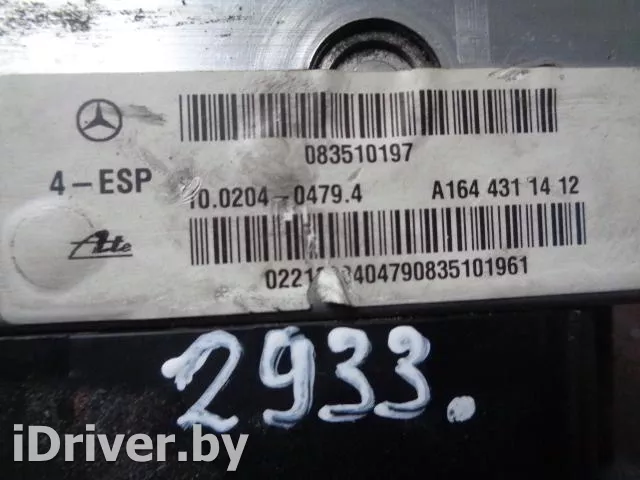 083510197
4-ESP
10.0204-0479.4 A164 431 14 12
Ate
2933.
iDriver.by